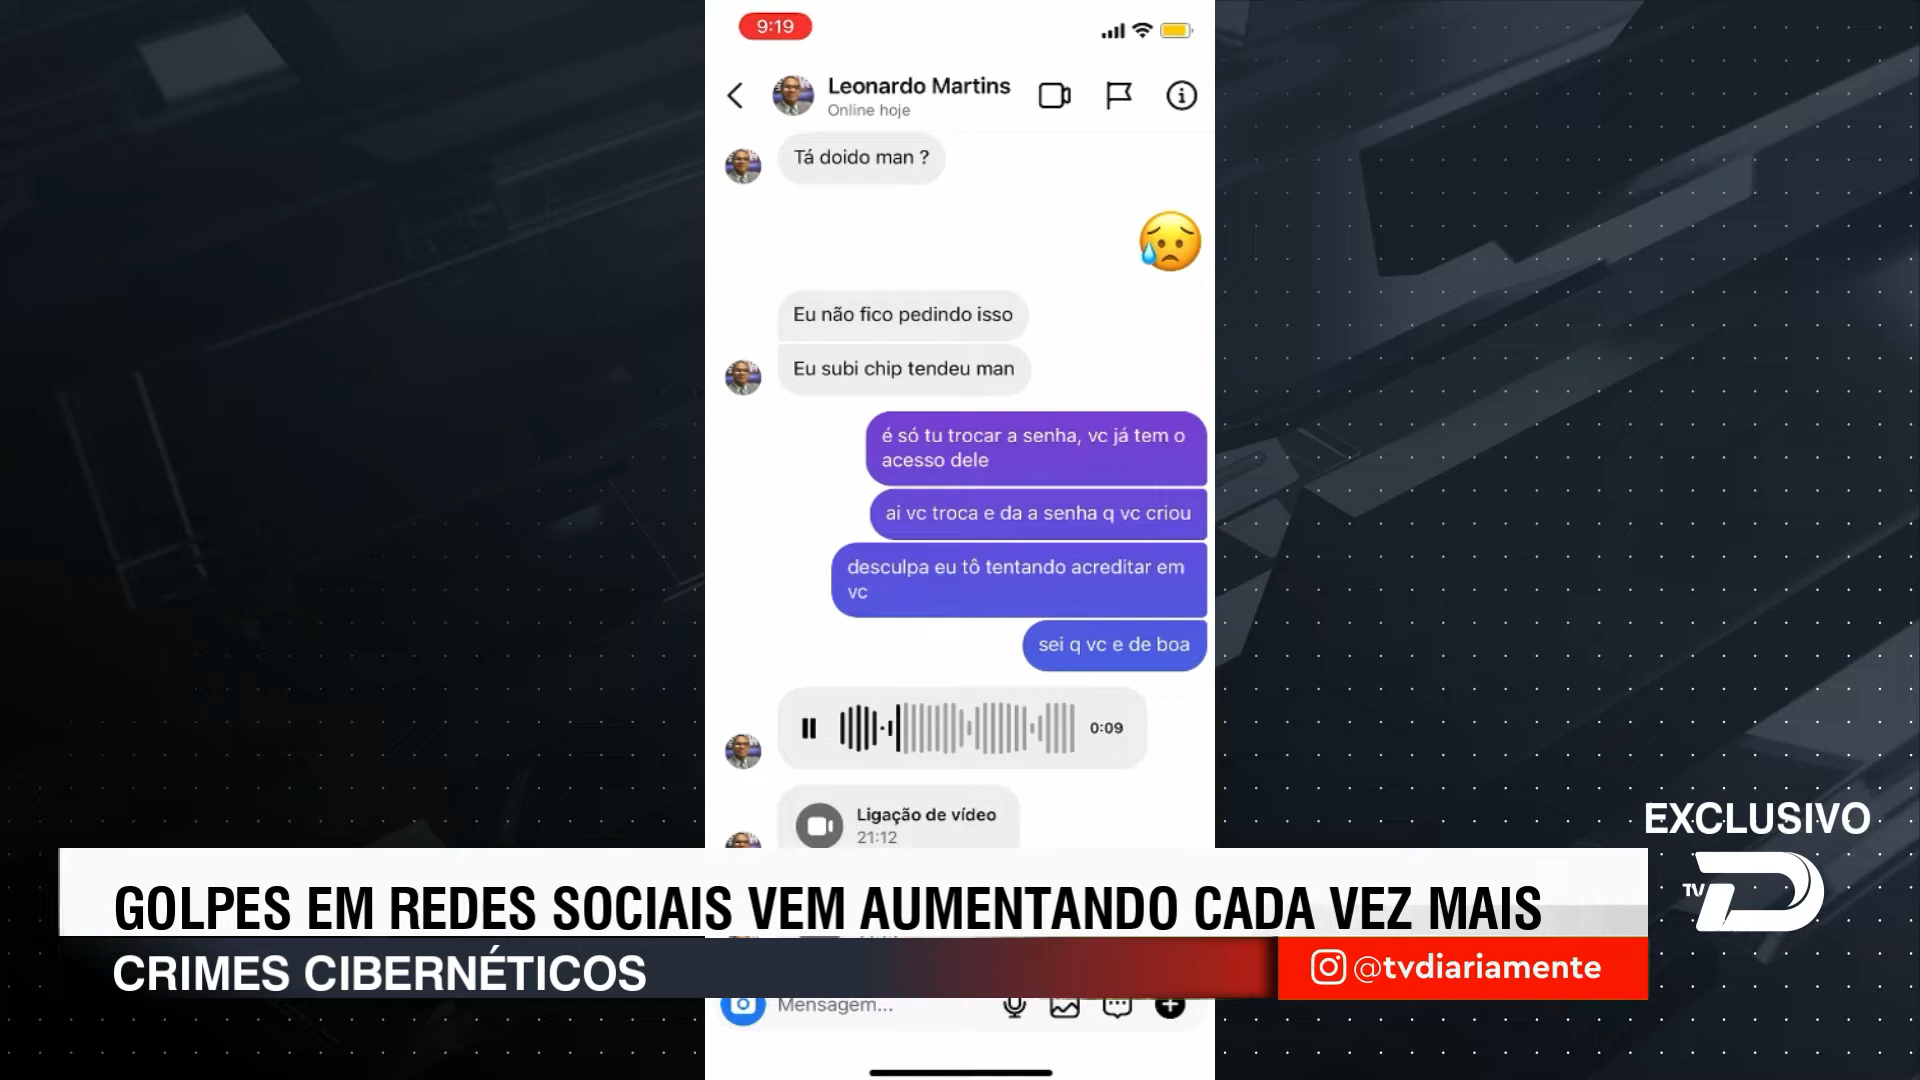 9:19
Leonardo Martins
Online hoje
Tá doido man ?
Eu não fico pedindo isso
Eu subi chip tendeu man
é só tu trocar a senha, vc já tem o
acesso dele
ai vc troca e da a senha q vc criou
desculpa eu tô tentando acreditar em
vc
sei q vc e de boa
0:09
Ligação de vídeo
21:12
EXCLUSIVO
TV D
GOLPES EM REDES SOCIAIS VEM AUMENTANDO CADA VEZ MAIS
CRIMES CIBERNÉTICOS
@tvdiariamente
Mensagem...